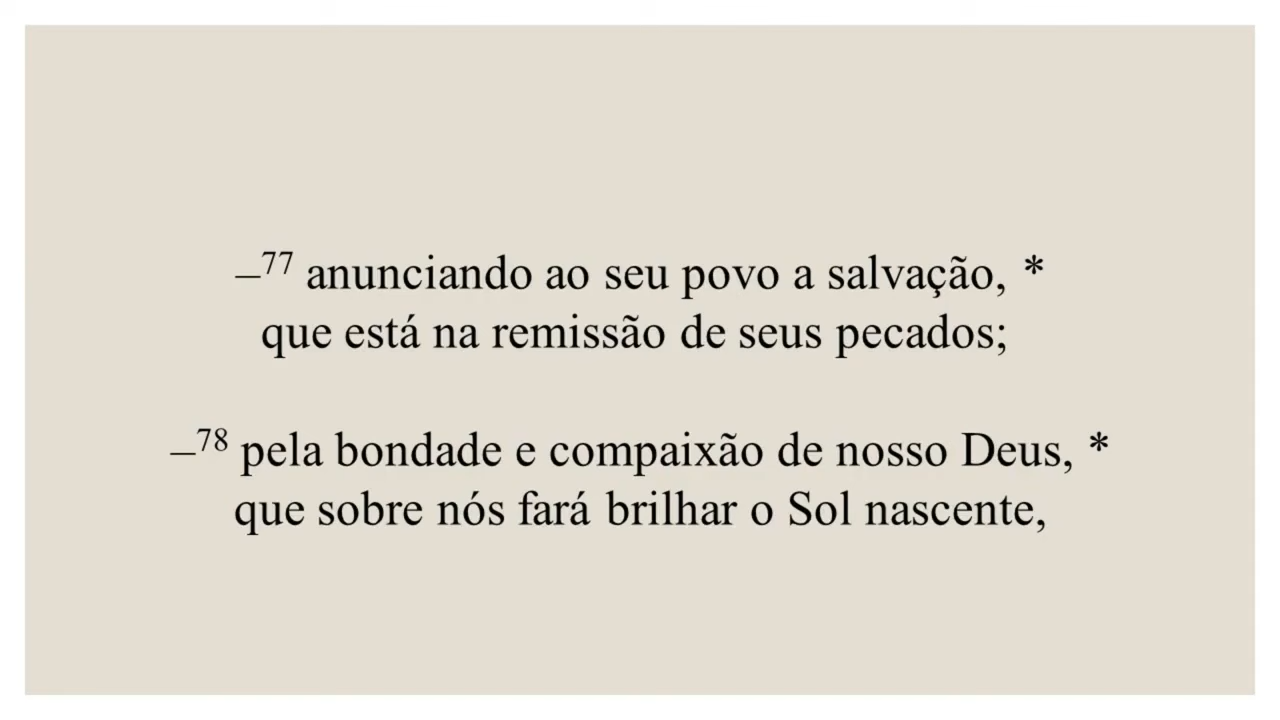 –77 anunciando ao seu povo a salvação, *
que está na remissão de seus pecados;
–78 pela bondade e compaixão de nosso Deus, *
que sobre nós fará brilhar o Sol nascente,